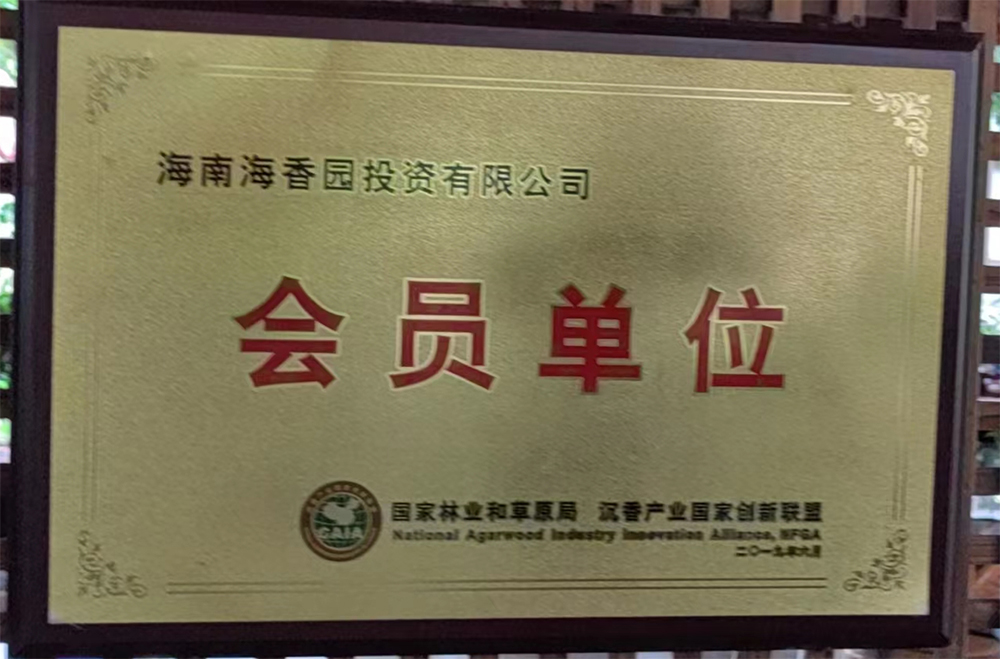 海南海香园投资有限公司
会员单位
GAIA
国家林业和草原局 沉香产业国家创新联盟
National Agarwood Industry Innovation Alliance, NFGA
二〇一九年六月